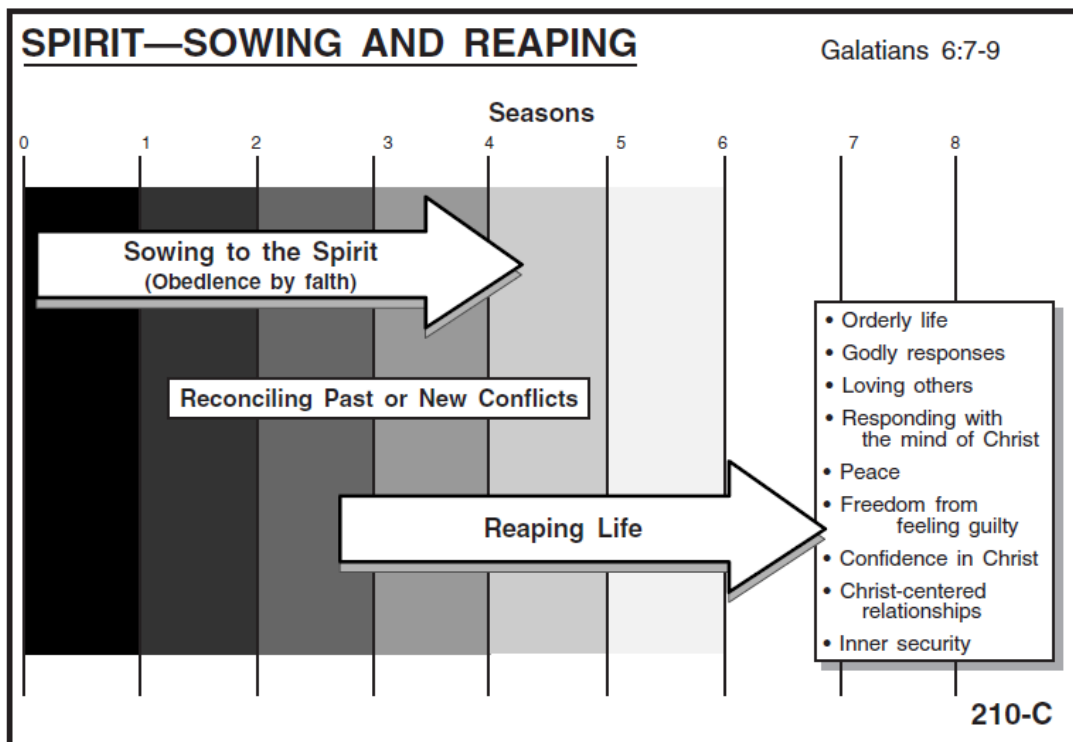 SPIRIT—SOWING AND REAPING
Galatians 6:7-9
Seasons
0 1 2 3 4 5 6 7 8
Sowing to the Spirit
(Obedience by faith)
Reconciling Past or New Conflicts
Reaping Life
• Orderly life
• Godly responses
• Loving others
• Responding with
the mind of Christ
• Peace
• Freedom from
feeling guilty
• Confidence in Christ
• Christ-centered
relationships
• Inner security
210-C